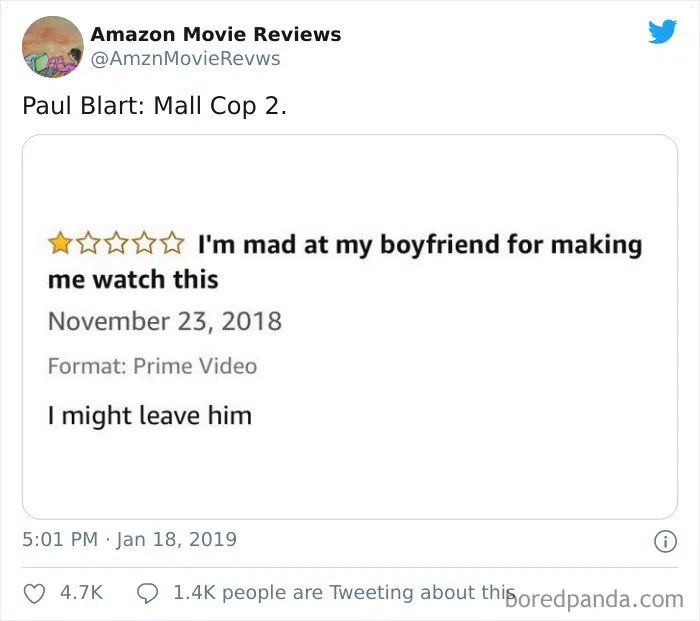 Amazon Movie Reviews
@AmznMovieRevws
Paul Blart: Mall Cop 2.
I'm mad at my boyfriend for making
me watch this
November 23, 2018
Format: Prime Video
I might leave him
5:01 PM · Jan 18, 2019
4.7K 1.4K people are Tweeting about this
boredpanda.com